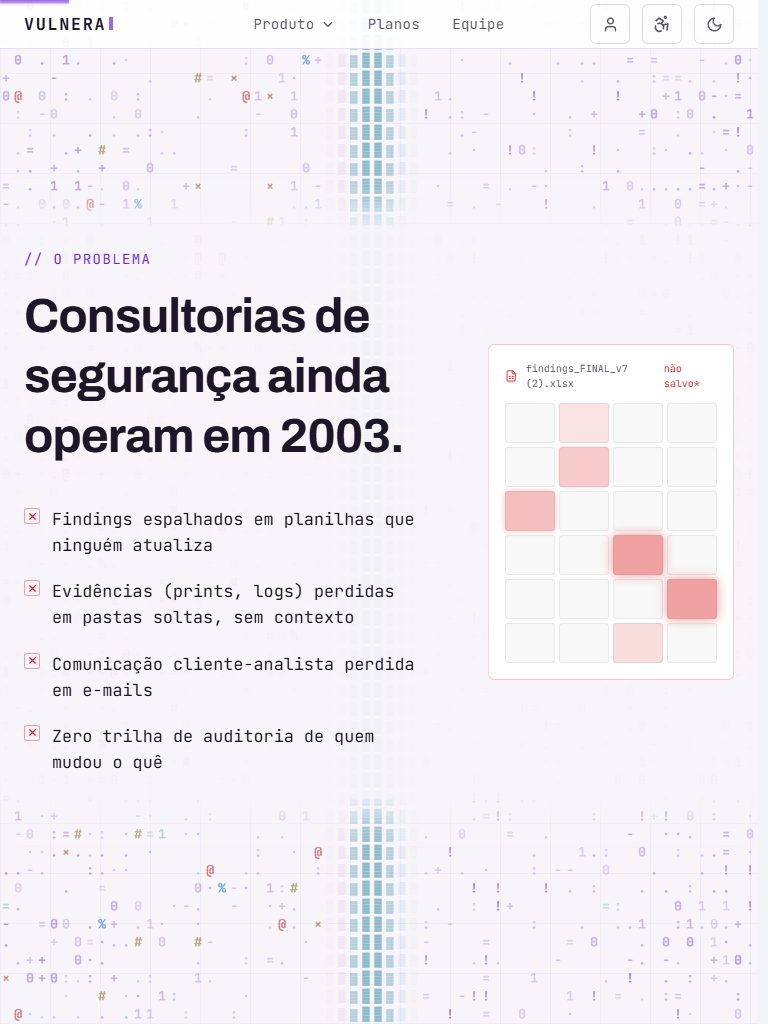 VULNERA
Produto
Planos
Equipe
// O PROBLEMA
Consultorias de
segurança ainda
operam em 2003.
Findings espalhados em planilhas que
ninguém atualiza
Evidências (prints, logs) perdidas
em pastas soltas, sem contexto
Comunicação cliente-analista perdida
em e-mails
Zero trilha de auditoria de quem
mudou o quê
findings_FINAL_v7
(2).xlsx
não
salvo*